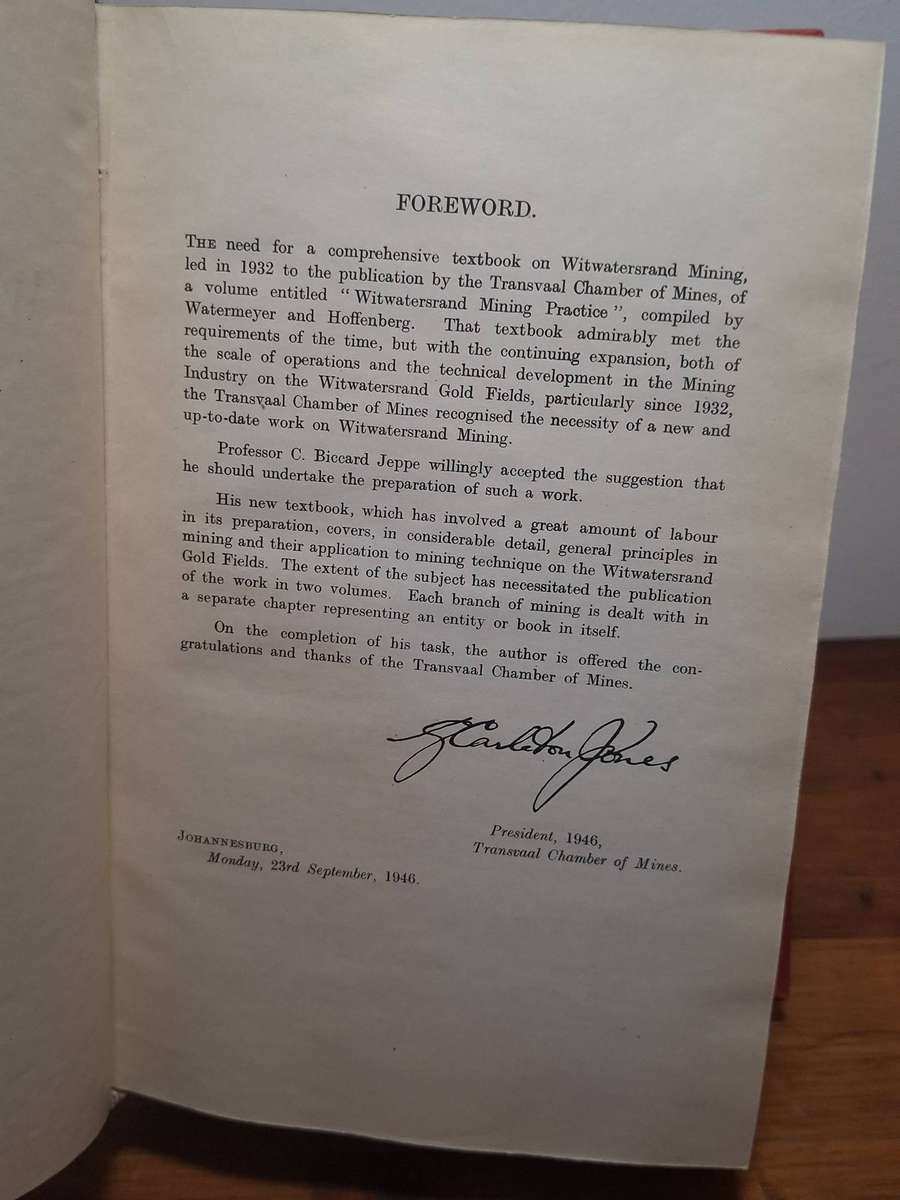 FOREWORD.
THE need for a comprehensive textbook on Witwatersrand Mining,
led in 1932 to the publication by the Transvaal Chamber of Mines, of
a volume entitled “Witwatersrand Mining Practice”, compiled by
Watermeyer and Hoffenberg. That textbook admirably met the
requirements of the time, but with the continuing expansion, both of
the scale of operations and the technical development in the Mining
Industry on the Witwatersrand Gold Fields, particularly since 1932,
the Transvaal Chamber of Mines recognised the necessity of a new and
up-to-date work on Witwatersrand Mining.
Professor C. Biccard Jeppe willingly accepted the suggestion that
he should undertake the preparation of such a work.
His new textbook, which has involved a great amount of labour
in its preparation, covers, in considerable detail, general principles in
mining and their application to mining technique on the Witwatersrand
Gold Fields. The extent of the subject has necessitated the publication
of the work in two volumes. Each branch of mining is dealt with in
a separate chapter representing an entity or book in itself.
On the completion of his task, the author is offered the con-
gratulations and thanks of the Transvaal Chamber of Mines.
Carleton Jones
President, 1946,
Transvaal Chamber of Mines.
JOHANNESBURG,
Monday, 23rd September, 1946.